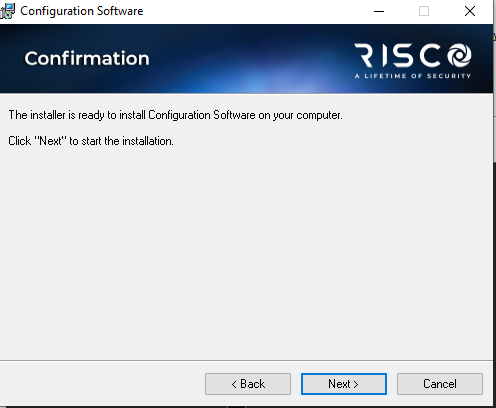 Configuration Software
Confirmation
RISCO
A LIFETIME OF SECURITY
The installer is ready to install Configuration Software on your computer.
Click "Next" to start the installation.
< Back
Next >
Cancel